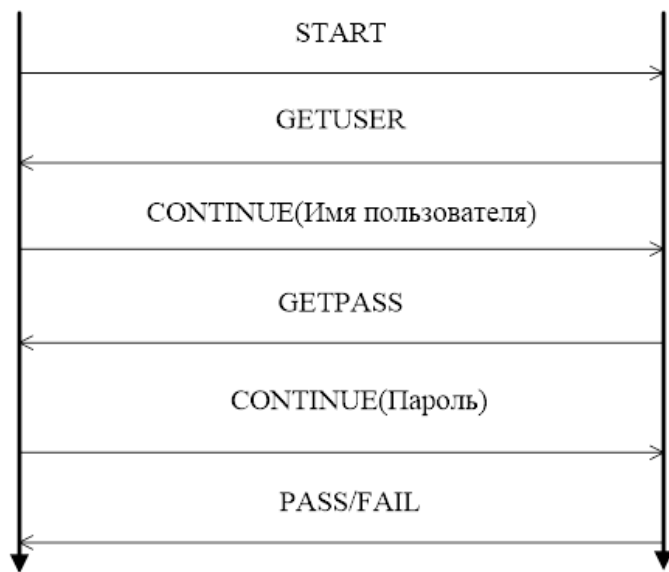 START
GETUSER
CONTINUE(Имя пользователя)
GETPASS
CONTINUE(Пароль)
PASS/FAIL